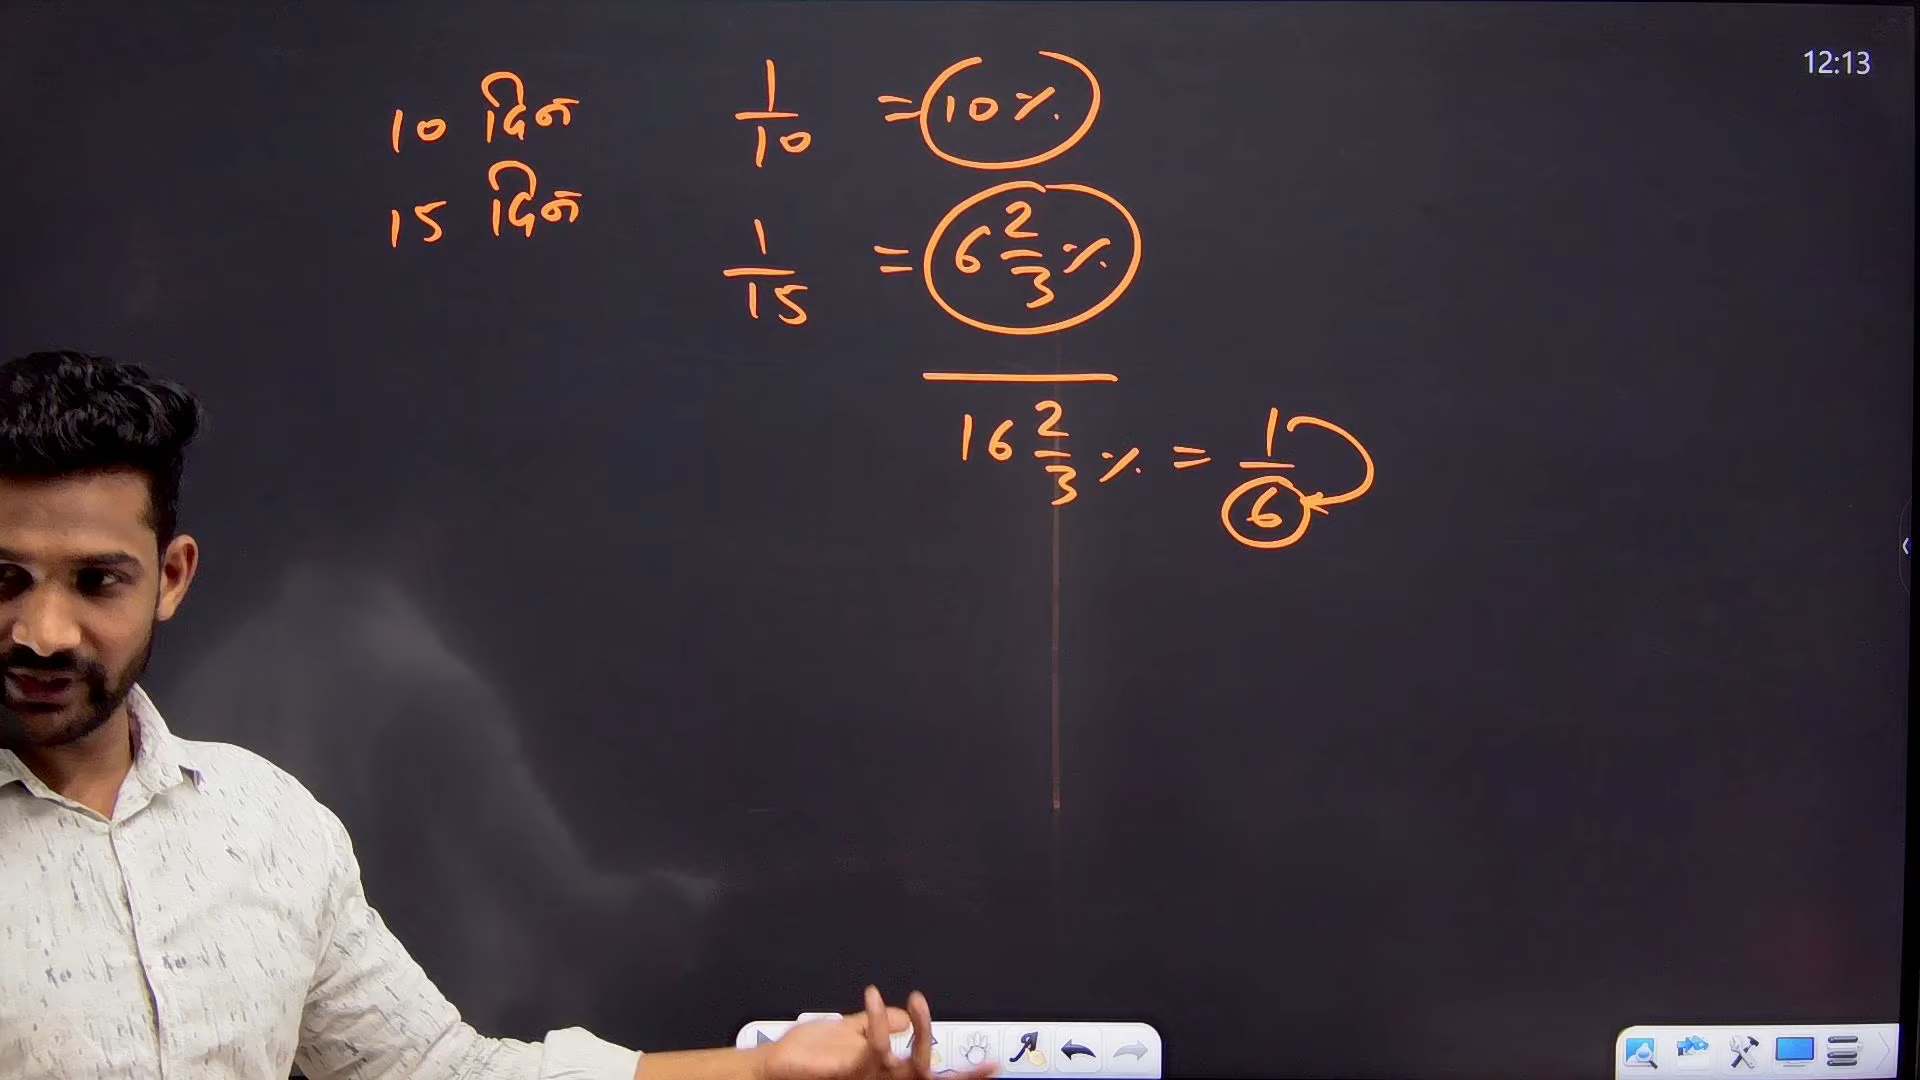 12:13
10 दिन 1/10 = 10%
15 दिन 1/15 = 6 2/3 %
16 2/3 % = 1/6